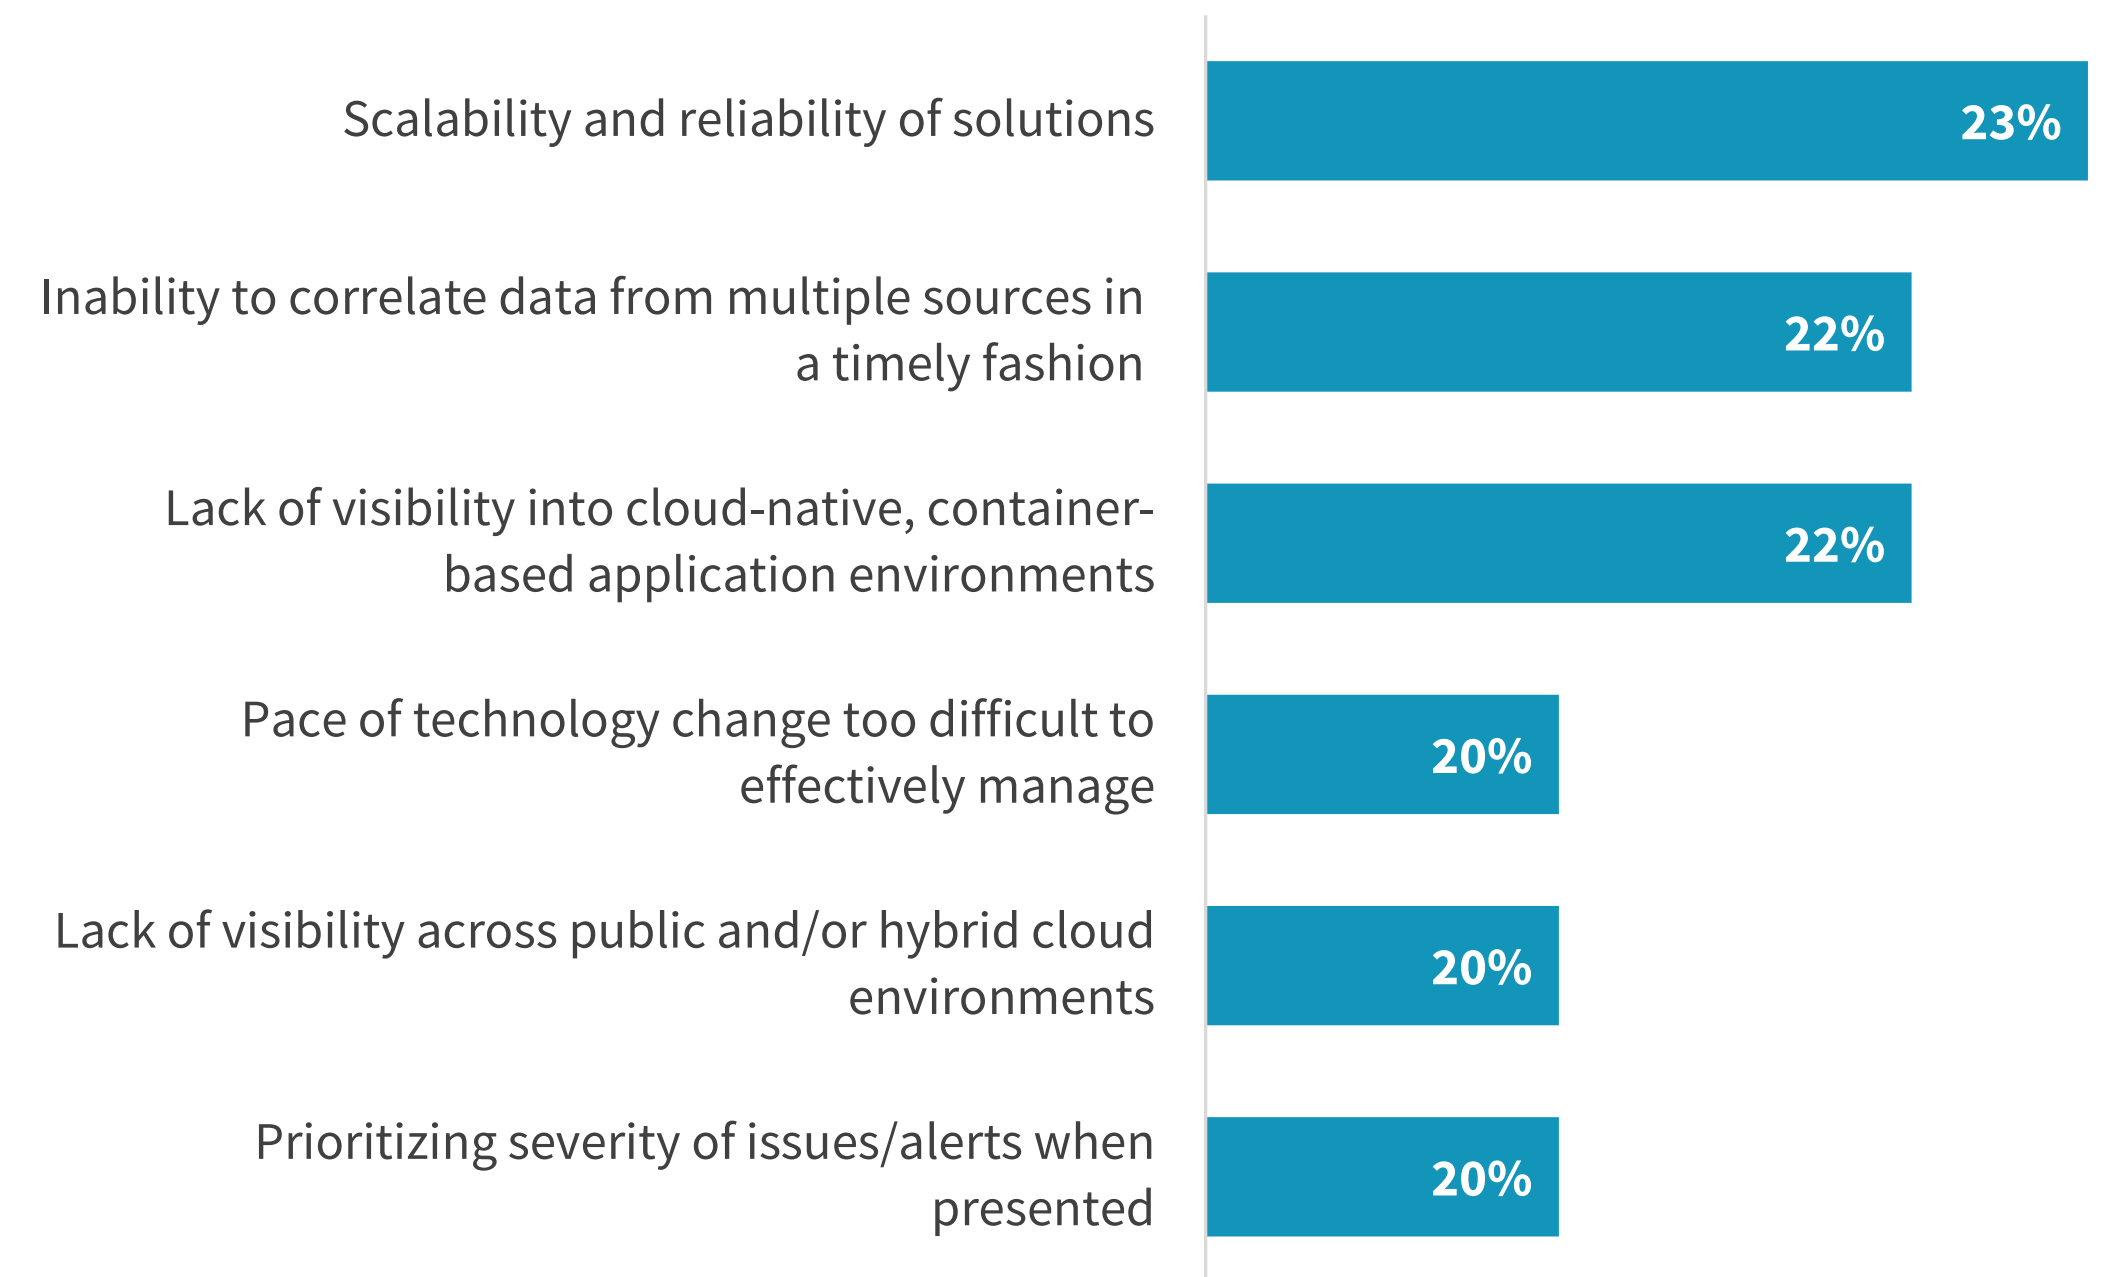 Scalability and reliability of solutions
23%
Inability to correlate data from multiple sources in
a timely fashion
22%
Lack of visibility into cloud-native, container-
based application environments
22%
Pace of technology change too difficult to
effectively manage
20%
Lack of visibility across public and/or hybrid cloud
environments
20%
Prioritizing severity of issues/alerts when
presented
20%